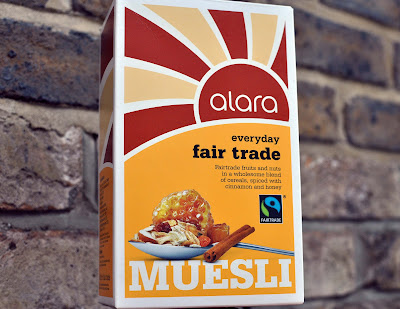 alara
everyday
fair trade
Fairtrade fruits and nuts
in a wholesome blend
of cereals, spiced with
cinnamon and honey
FAIRTRADE
MUESLI